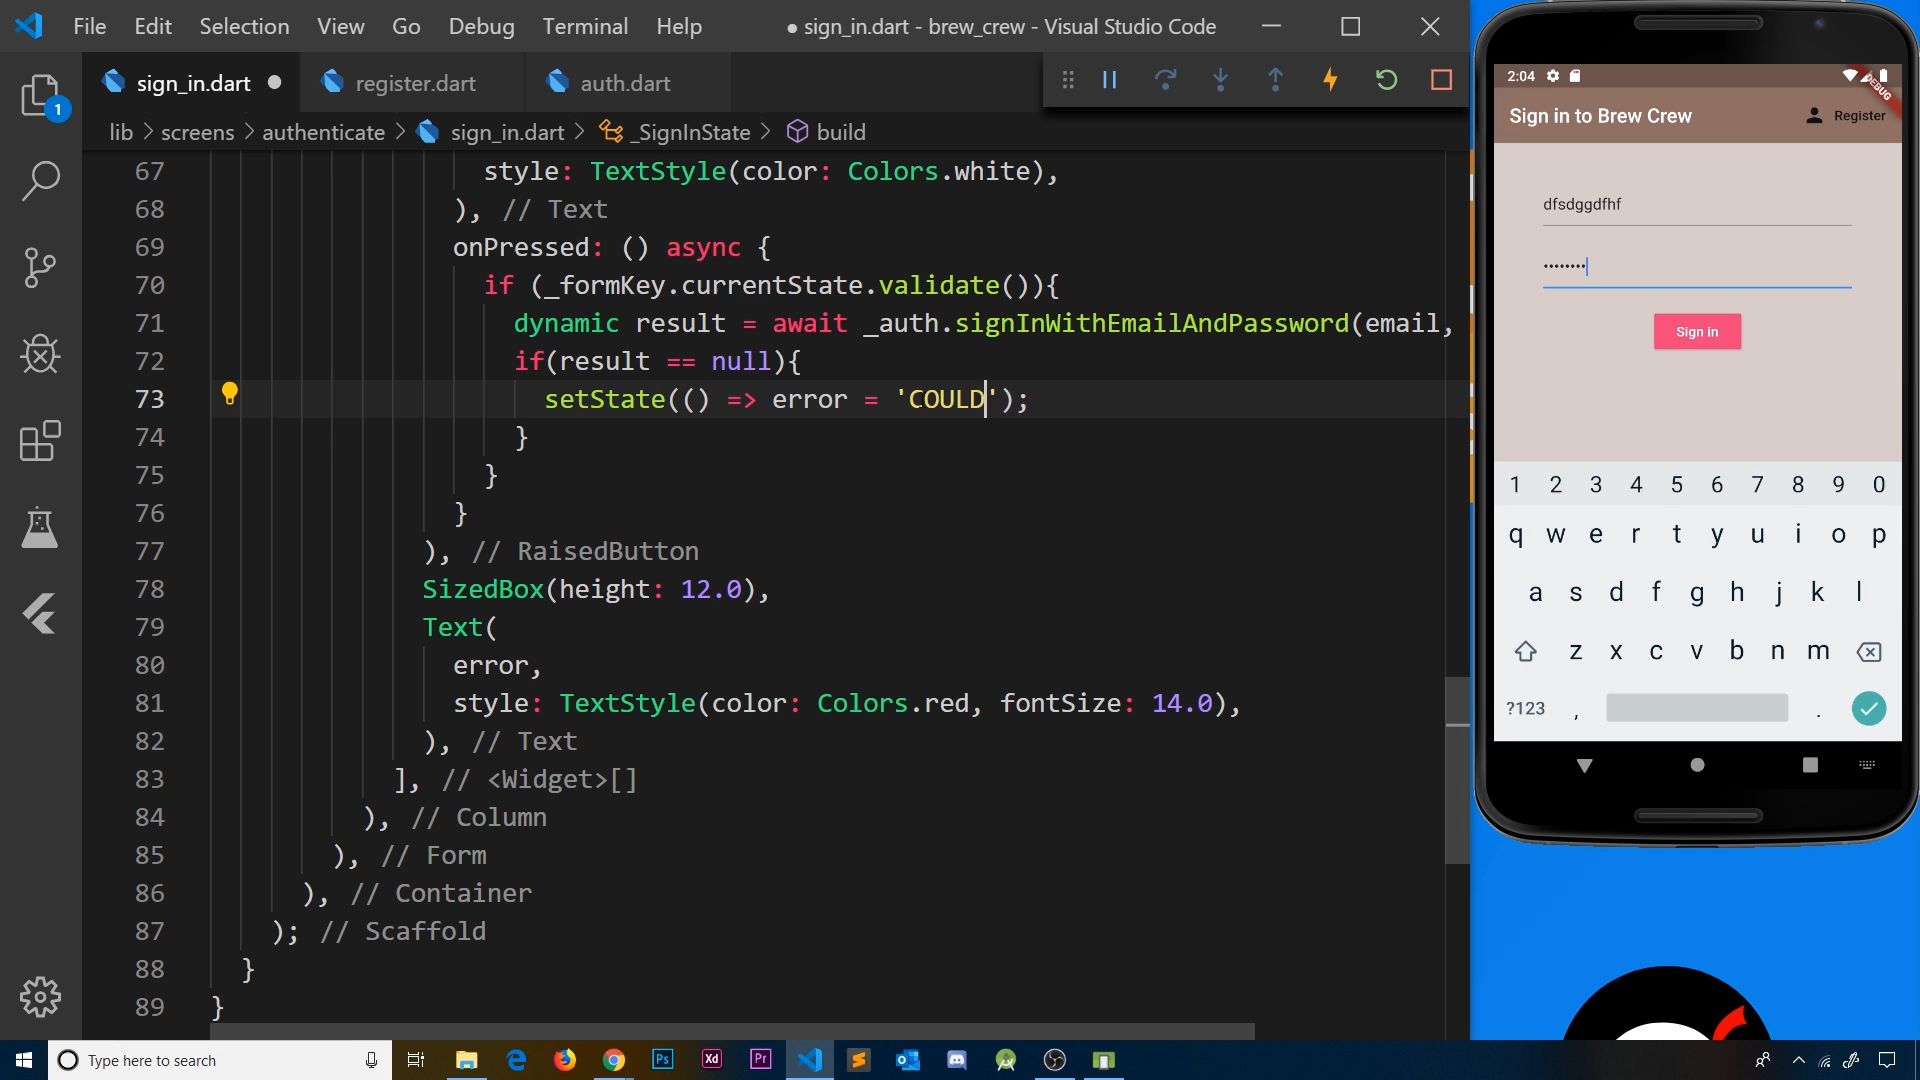 File Edit Selection View Go Debug Terminal Help ● sign_in.dart - brew_crew - Visual Studio Code
sign_in.dart ● register.dart auth.dart
1
lib > screens > authenticate > sign_in.dart > _SignInState > build
67 style: TextStyle(color: Colors.white),
68 ), // Text
69 onPressed: () async {
70 if (_formKey.currentState.validate()){
71 dynamic result = await _auth.signInWithEmailAndPassword(email,
72 if(result == null){
73 setState(() => error = 'COULD');
74 }
75 }
76 }
77 ), // RaisedButton
78 SizedBox(height: 12.0),
79 Text(
80 error,
81 style: TextStyle(color: Colors.red, fontSize: 14.0),
82 ), // Text
83 ], // <Widget>[]
84 ), // Column
85 ), // Form
86 ), // Container
87 ); // Scaffold
88 }
89 }
2:04
DEBUG
Sign in to Brew Crew Register
dfsdggdfhf
••••••••
Sign in
1 2 3 4 5 6 7 8 9 0
q w e r t y u i o p
a s d f g h j k l
z x c v b n m
?123 , .
Type here to search
Ps Xd Pr